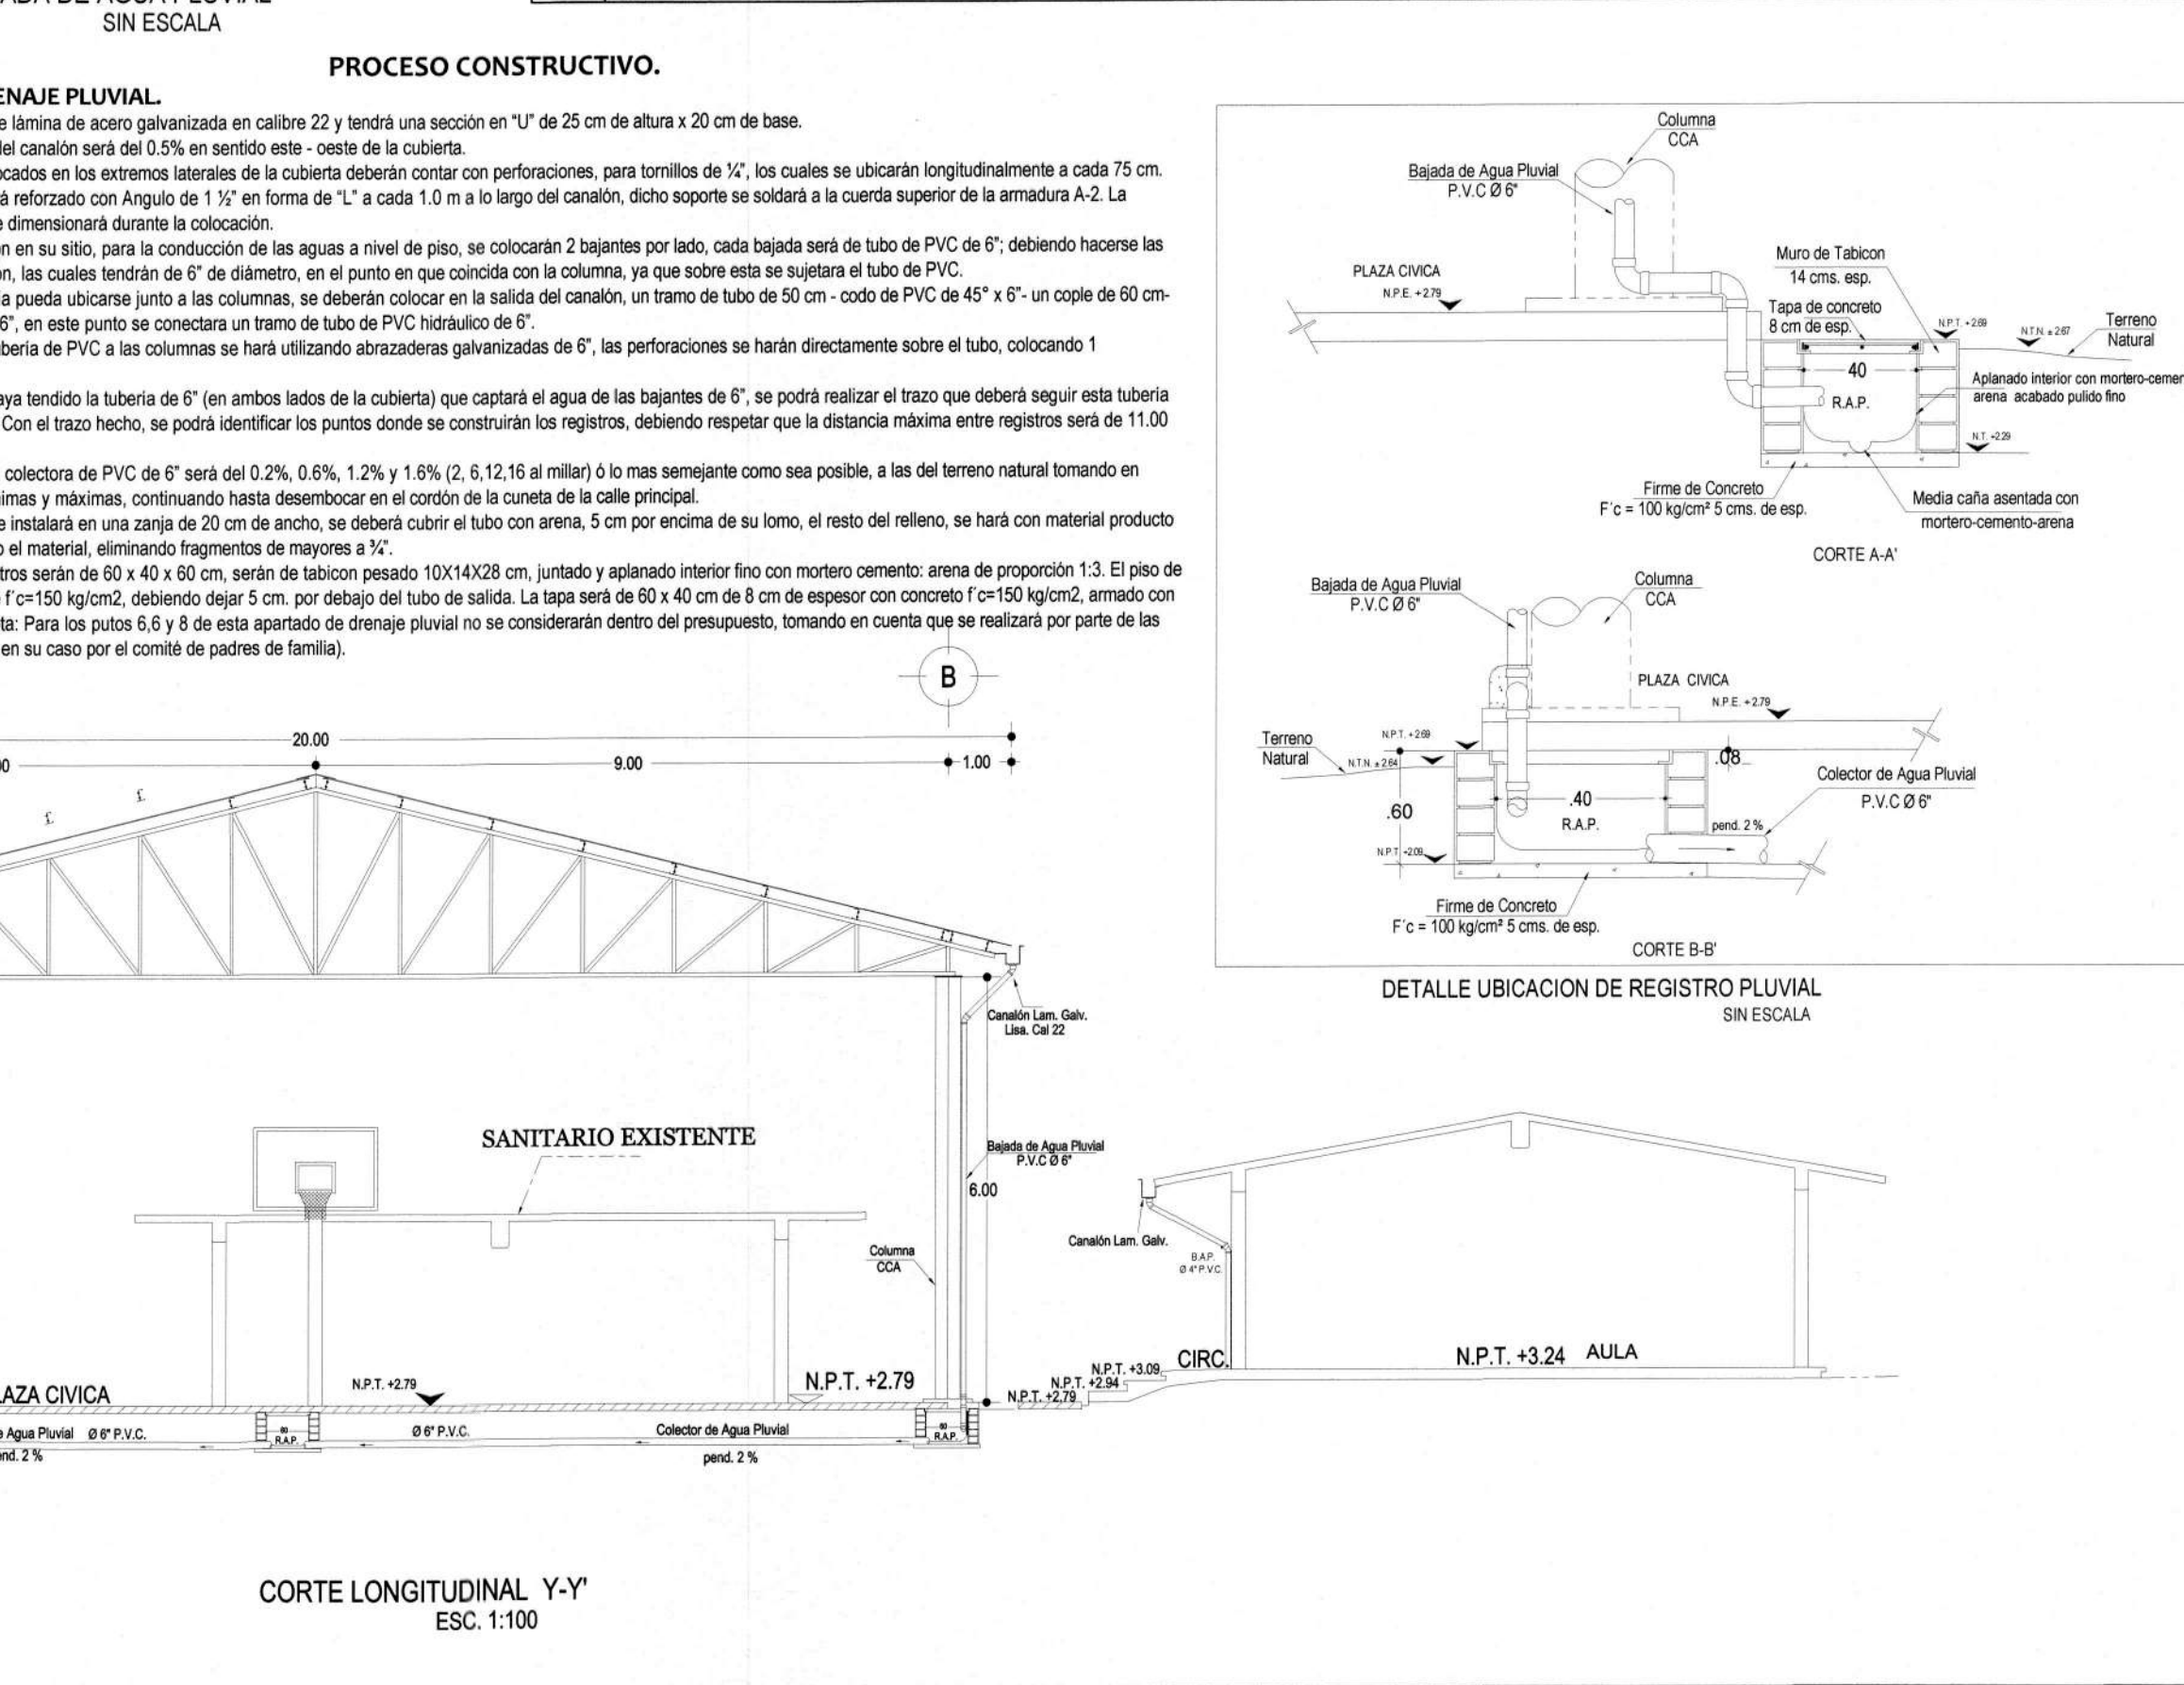 SIN ESCALA
PROCESO CONSTRUCTIVO.
ENAJE PLUVIAL.
e lámina de acero galvanizada en calibre 22 y tendrá una sección en “U” de 25 cm de altura x 20 cm de base.
del canalón será del 0.5% en sentido este - oeste de la cubierta.
ocados en los extremos laterales de la cubierta deberán contar con perforaciones, para tornillos de ¼”, los cuales se ubicarán longitudinalmente a cada 75 cm.
á reforzado con Angulo de 1 ½” en forma de “L” a cada 1.0 m a lo largo del canalón, dicho soporte se soldará a la cuerda superior de la armadura A-2. La
e dimensionará durante la colocación.
n en su sitio, para la conducción de las aguas a nivel de piso, se colocarán 2 bajantes por lado, cada bajada será de tubo de PVC de 6”; debiendo hacerse las
on, las cuales tendrán de 6” de diámetro, en el punto en que coincida con la columna, ya que sobre esta se sujetara el tubo de PVC.
ia pueda ubicarse junto a las columnas, se deberán colocar en la salida del canalón, un tramo de tubo de 50 cm - codo de PVC de 45° x 6”- un cople de 60 cm-
6”, en este punto se conectara un tramo de tubo de PVC hidráulico de 6”.
bería de PVC a las columnas se hará utilizando abrazaderas galvanizadas de 6”, las perforaciones se harán directamente sobre el tubo, colocando 1
aya tendido la tuberia de 6” (en ambos lados de la cubierta) que captará el agua de las bajantes de 6”, se podrá realizar el trazo que deberá seguir esta tuberia
Con el trazo hecho, se podrá identificar los puntos donde se construirán los registros, debiendo respetar que la distancia máxima entre registros será de 11.00
colectora de PVC de 6” será del 0.2%, 0.6%, 1.2% y 1.6% (2, 6,12,16 al millar) ó lo mas semejante como sea posible, a las del terreno natural tomando en
nimas y máximas, continuando hasta desembocar en el cordón de la cuneta de la calle principal.
e instalará en una zanja de 20 cm de ancho, se deberá cubrir el tubo con arena, 5 cm por encima de su lomo, el resto del relleno, se hará con material producto
o el material, eliminando fragmentos de mayores a ¾”.
tros serán de 60 x 40 x 60 cm, serán de tabicon pesado 10X14X28 cm, juntado y aplanado interior fino con mortero cemento: arena de proporción 1:3. El piso de
f´c=150 kg/cm2, debiendo dejar 5 cm. por debajo del tubo de salida. La tapa será de 60 x 40 cm de 8 cm de espesor con concreto f´c=150 kg/cm2, armado con
ta: Para los putos 6,6 y 8 de esta apartado de drenaje pluvial no se considerarán dentro del presupuesto, tomando en cuenta que se realizará por parte de las
en su caso por el comité de padres de familia).
B
20.00
00
9.00
1.00
Canalón Lam. Galv.
Lisa. Cal 22
SANITARIO EXISTENTE
Bajada de Agua Pluvial
P.V.C Ø 6"
6.00
Columna
CCA
LAZA CIVICA
N.P.T. +2.79
N.P.T. +2.79
e Agua Pluvial Ø 6" P.V.C.
end. 2 %
60
R.A.P.
Ø 6" P.V.C.
Colector de Agua Pluvial
pend. 2 %
60
R.A.P.
CORTE LONGITUDINAL Y-Y'
ESC. 1:100
Canalón Lam. Galv.
B.A.P.
Ø 4" P.V.C.
N.P.T. +2.79
N.P.T. +2.94
N.P.T. +3.09
CIRC.
N.P.T. +3.24 AULA
Columna
CCA
Bajada de Agua Pluvial
P.V.C Ø 6"
PLAZA CIVICA
N.P.E. +2.79
Muro de Tabicon
14 cms. esp.
Tapa de concreto
8 cm de esp.
N.P.T. +2.69
N.T.N. ±2.67
Terreno
Natural
40
R.A.P.
Aplanado interior con mortero-cemen
arena acabado pulido fino
N.T. +2.29
Firme de Concreto
F´c = 100 kg/cm² 5 cms. de esp.
Media caña asentada con
mortero-cemento-arena
CORTE A-A'
Bajada de Agua Pluvial
P.V.C Ø 6"
Columna
CCA
PLAZA CIVICA
N.P.E. +2.79
Terreno
Natural
N.P.T. +2.69
N.T.N. ±2.64
.08
Colector de Agua Pluvial
P.V.C Ø 6"
.60
.40
R.A.P.
pend. 2 %
N.P.T. +2.09
Firme de Concreto
F´c = 100 kg/cm² 5 cms. de esp.
CORTE B-B'
DETALLE UBICACION DE REGISTRO PLUVIAL
SIN ESCALA